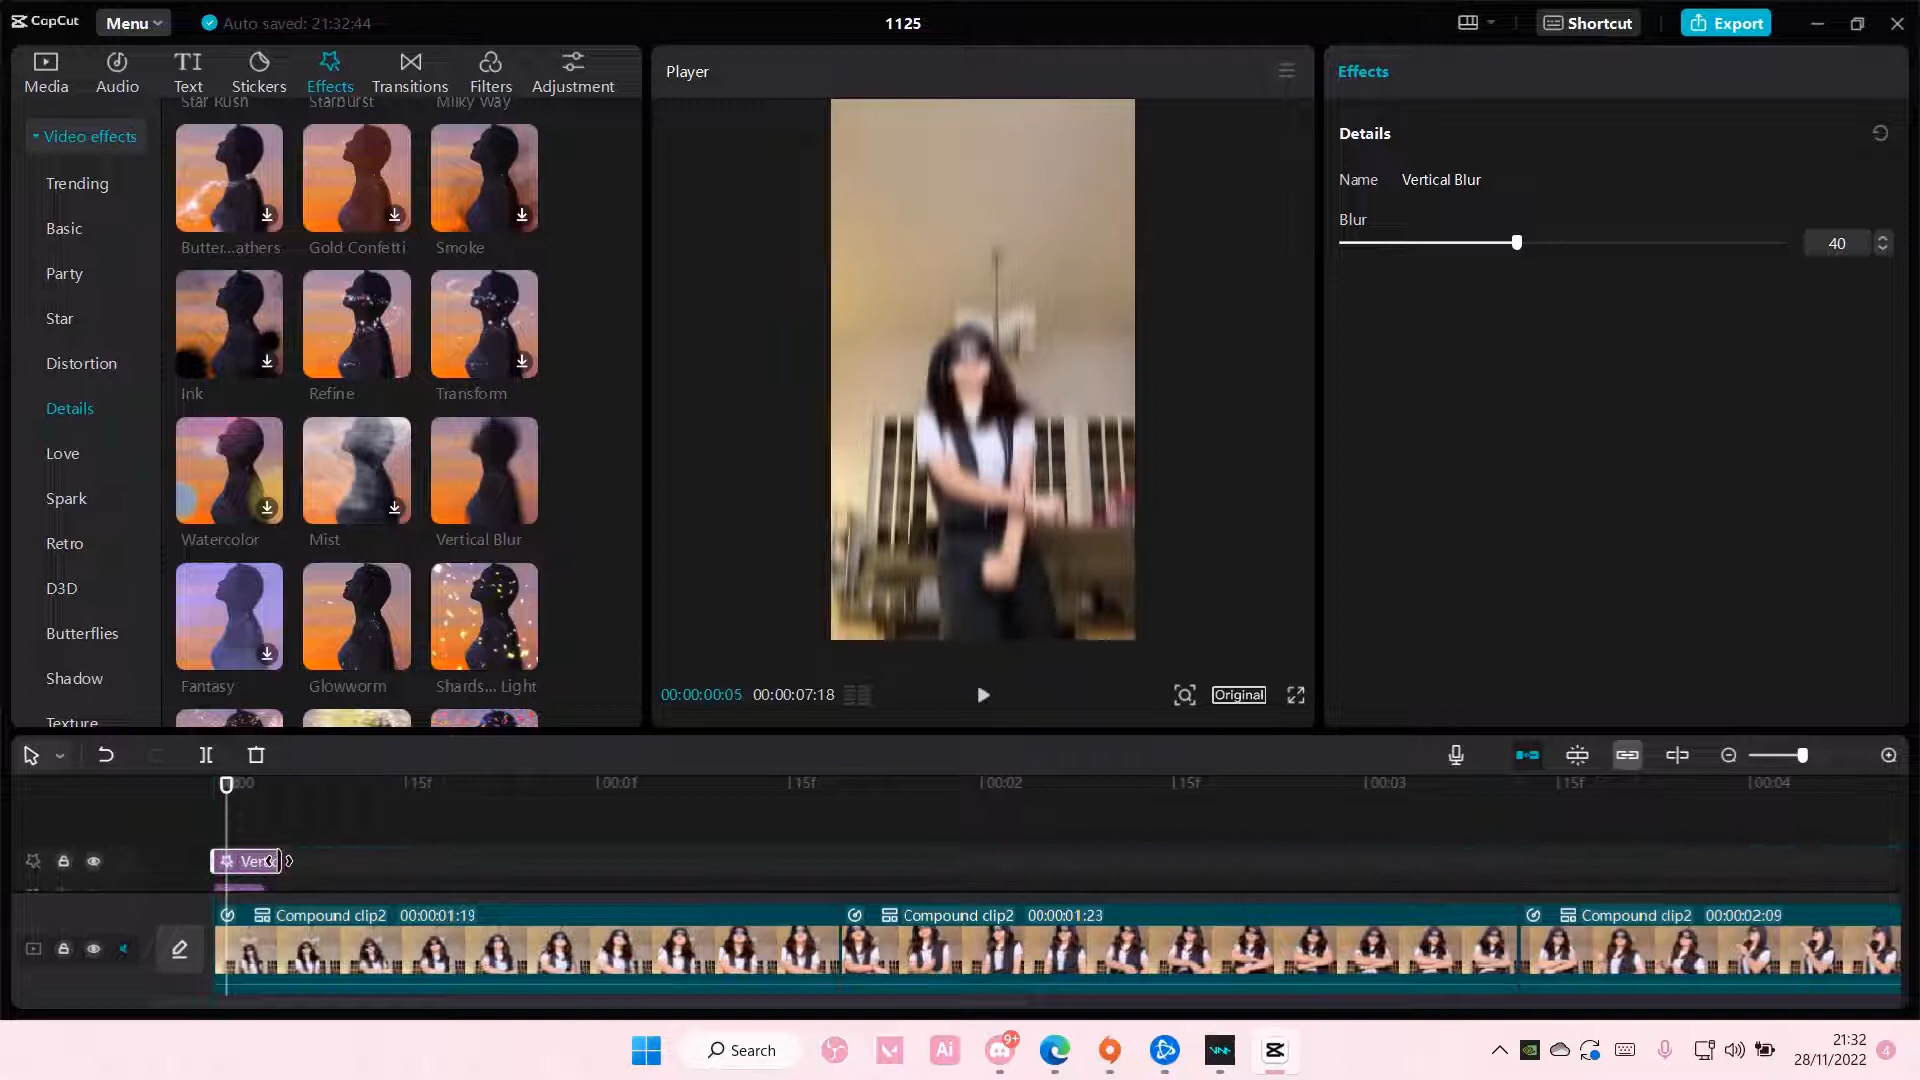 CapCut
Menu
Auto saved: 21:32:44
1125
Shortcut
Export
Media
Audio
Text
Stickers
Effects
Transitions
Filters
Adjustment
Player
Effects
Video effects
Trending
Basic
Party
Star
Distortion
Details
Love
Spark
Retro
D3D
Butterflies
Shadow
Texture
Star Rush
Starburst
Milky Way
Butter...athers
Gold Confetti
Smoke
Ink
Refine
Transform
Watercolor
Mist
Vertical Blur
Fantasy
Glowworm
Shards... Light
00:00:00:05
00:00:07:18
Original
Details
Name
Vertical Blur
Blur
40
15f
00:01
15f
00:02
15f
00:03
15f
00:04
Compound clip2 00:00:01:19
Compound clip2 00:00:01:23
Compound clip2 00:00:02:09
Search
Ai
9+
21:32
28/11/2022
4